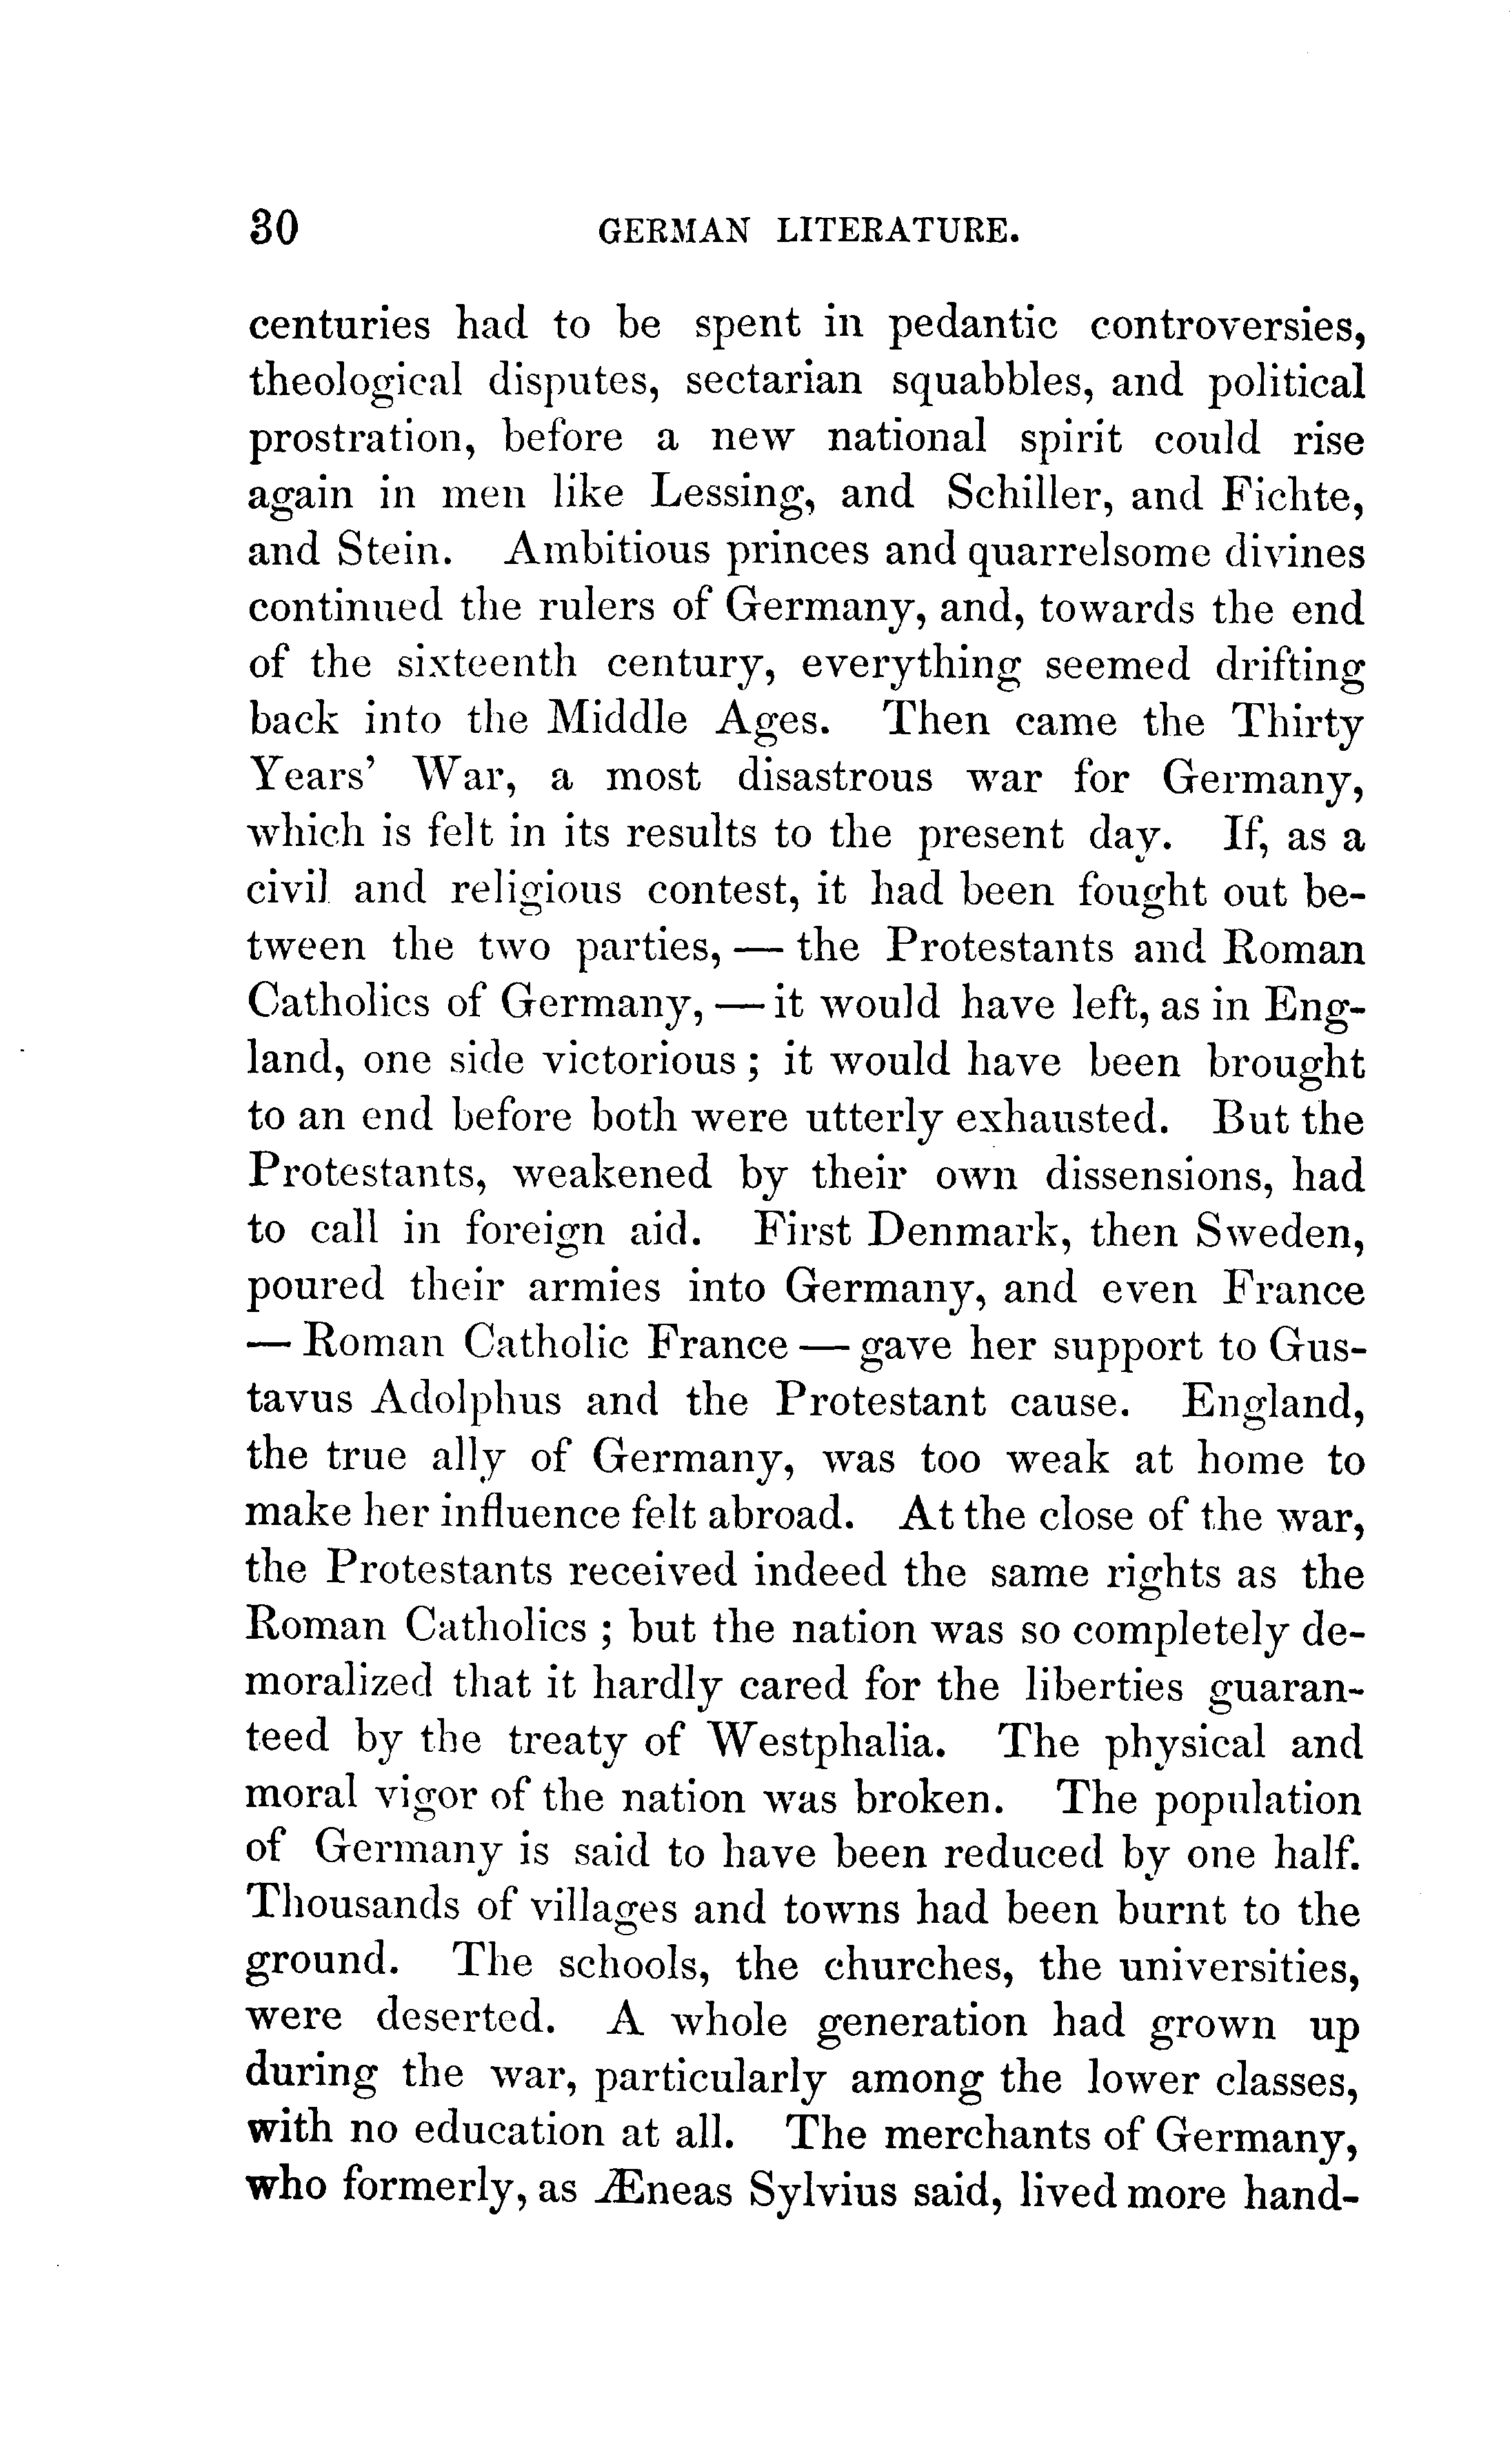 30 GERMAN LITERATURE.
centuries had to be spent in pedantic controversies,
theological disputes, sectarian squabbles, and political
prostration, before a new national spirit could rise
again in men like Lessing, and Schiller, and Fichte,
and Stein. Ambitious princes and quarrelsome divines
continued the rulers of Germany, and, towards the end
of the sixteenth century, everything seemed drifting
back into the Middle Ages. Then came the Thirty
Years' War, a most disastrous war for Germany,
which is felt in its results to the present day. If, as a
civil and religious contest, it had been fought out be-
tween the two parties, — the Protestants and Roman
Catholics of Germany, — it would have left, as in Eng-
land, one side victorious ; it would have been brought
to an end before both were utterly exhausted. But the
Protestants, weakened by their own dissensions, had
to call in foreign aid. First Denmark, then Sweden,
poured their armies into Germany, and even France
— Roman Catholic France — gave her support to Gus-
tavus Adolphus and the Protestant cause. England,
the true ally of Germany, was too weak at home to
make her influence felt abroad. At the close of the war,
the Protestants received indeed the same rights as the
Roman Catholics ; but the nation was so completely de-
moralized that it hardly cared for the liberties guaran-
teed by the treaty of Westphalia. The physical and
moral vigor of the nation was broken. The population
of Germany is said to have been reduced by one half.
Thousands of villages and towns had been burnt to the
ground. The schools, the churches, the universities,
were deserted. A whole generation had grown up
during the war, particularly among the lower classes,
with no education at all. The merchants of Germany,
who formerly, as Æneas Sylvius said, lived more hand-